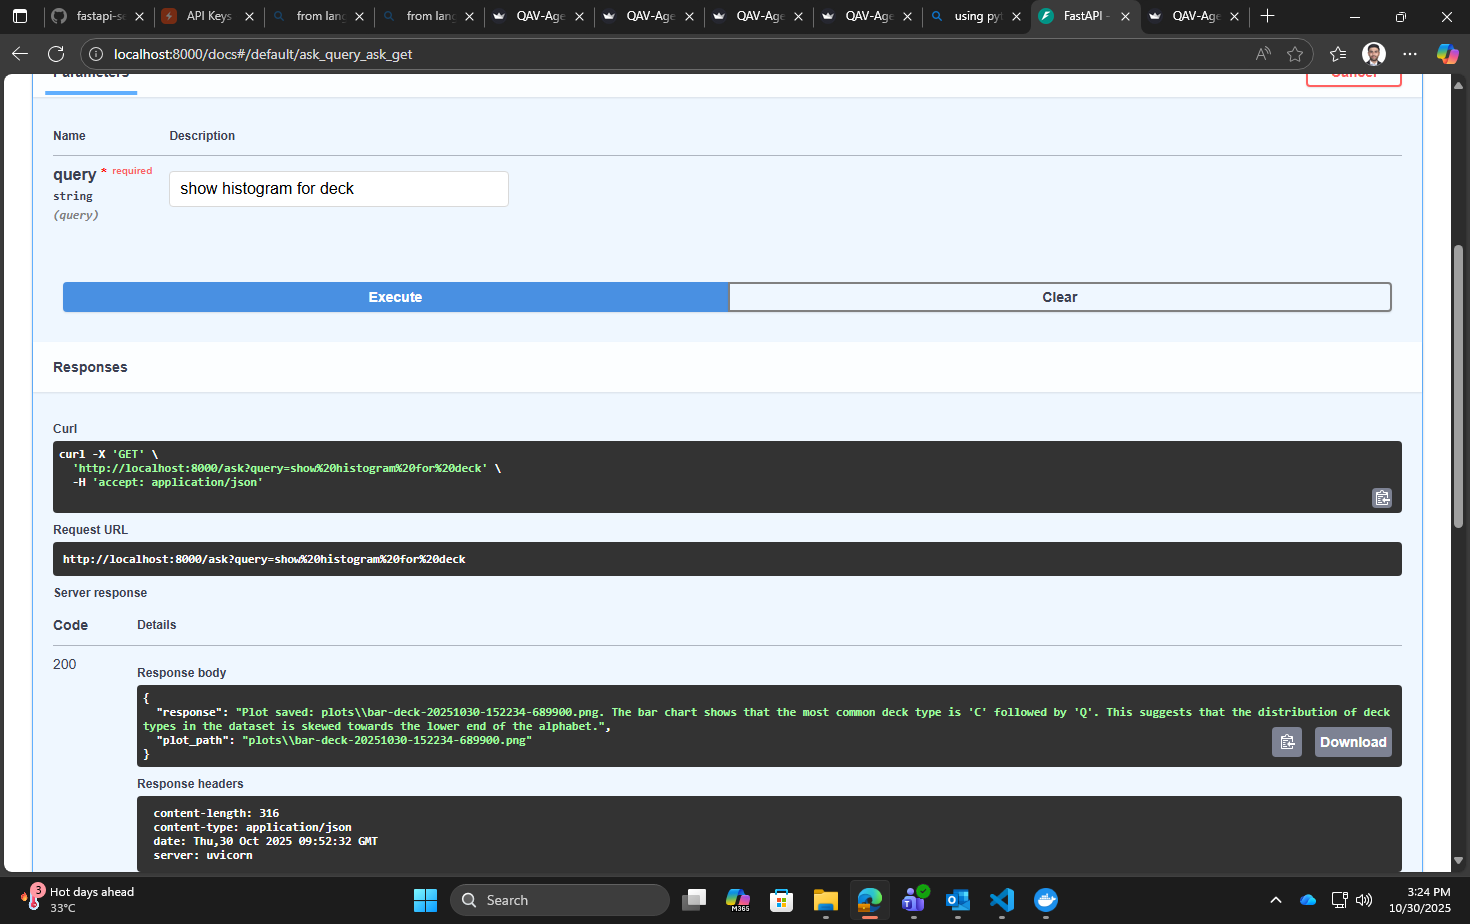 fastapi-s
API Keys
from lang
from lang
QAV-Age
QAV-Age
QAV-Age
QAV-Age
using pyt
FastAPI -
QAV-Age
localhost:8000/docs#/default/ask_query_ask_get
Parameters
Cancel
Name
Description
query * required
show histogram for deck
string
(query)
Execute
Clear
Responses
Curl
curl -X 'GET' \
'http://localhost:8000/ask?query=show%20histogram%20for%20deck' \
-H 'accept: application/json'
Request URL
http://localhost:8000/ask?query=show%20histogram%20for%20deck
Server response
Code
Details
200
Response body
{
"response": "Plot saved: plots\\bar-deck-20251030-152234-689900.png. The bar chart shows that the most common deck type is 'C' followed by 'Q'. This suggests that the distribution of deck
types in the dataset is skewed towards the lower end of the alphabet.",
"plot_path": "plots\\bar-deck-20251030-152234-689900.png"
}
Download
Response headers
content-length: 316
content-type: application/json
date: Thu,30 Oct 2025 09:52:32 GMT
server: uvicorn
3
Hot days ahead
33°C
Search
M365
3:24 PM
10/30/2025